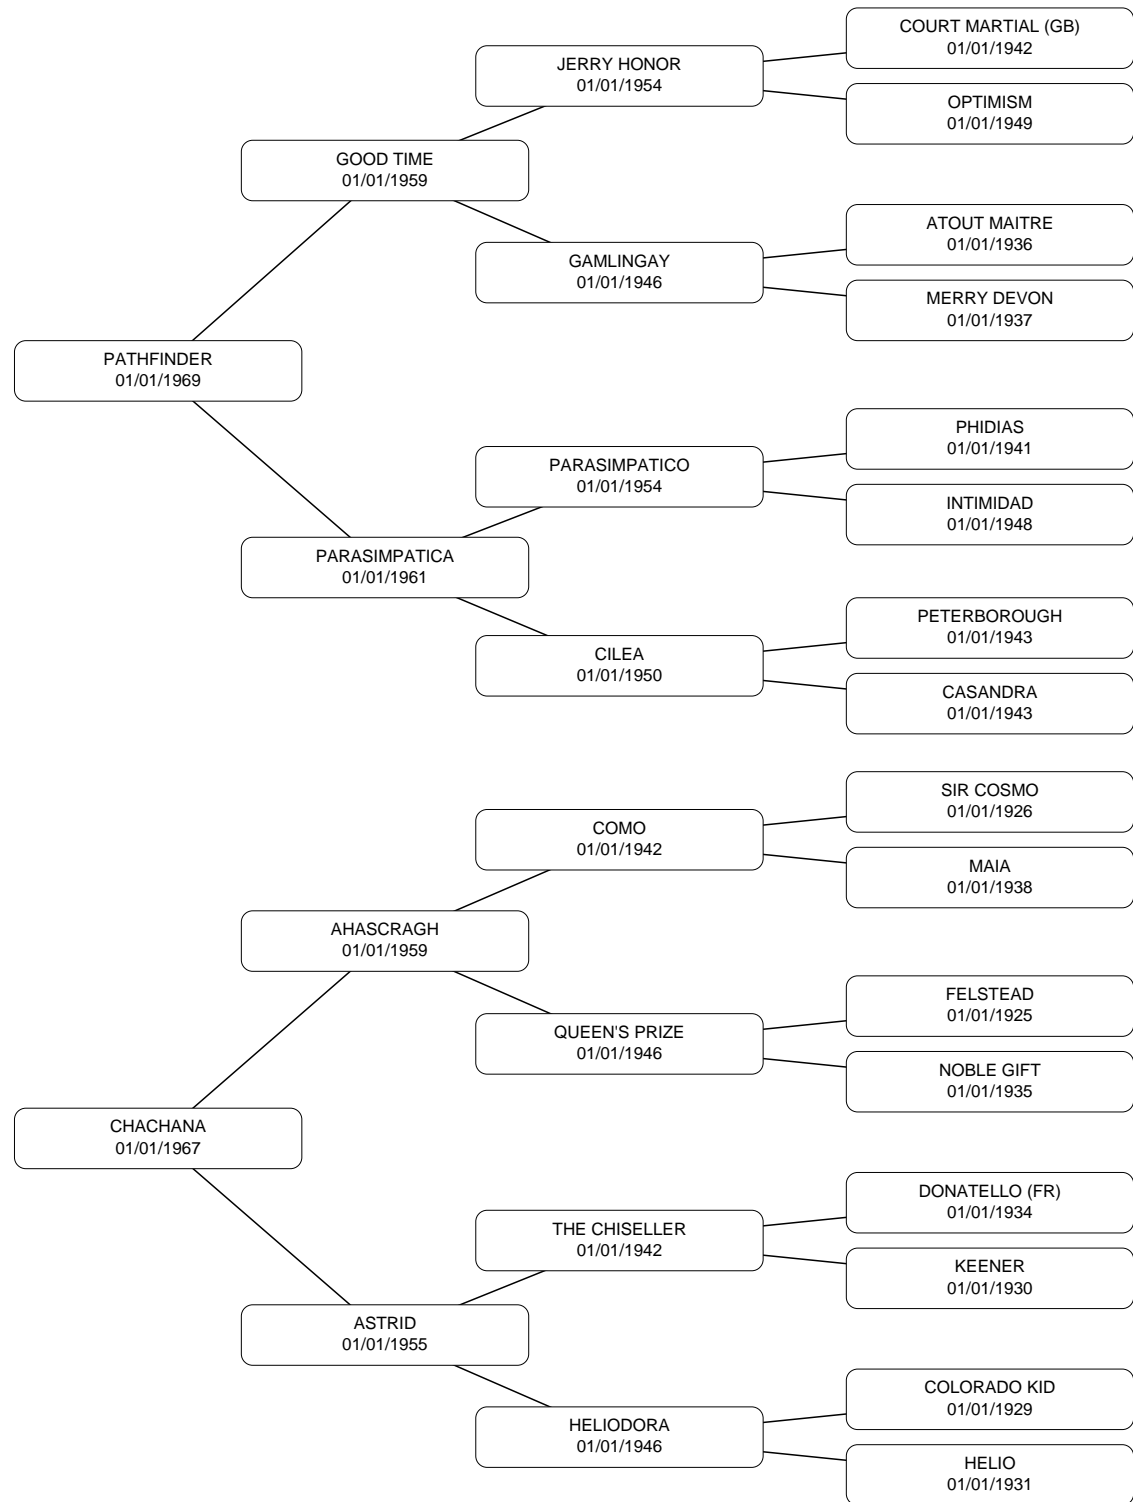 COURT MARTIAL (GB)
01/01/1942
JERRY HONOR
01/01/1954
OPTIMISM
01/01/1949
GOOD TIME
01/01/1959
ATOUT MAITRE
01/01/1936
GAMLINGAY
01/01/1946
MERRY DEVON
01/01/1937
PATHFINDER
01/01/1969
PHIDIAS
01/01/1941
PARASIMPATICO
01/01/1954
INTIMIDAD
01/01/1948
PARASIMPATICA
01/01/1961
PETERBOROUGH
01/01/1943
CILEA
01/01/1950
CASANDRA
01/01/1943
SIR COSMO
01/01/1926
COMO
01/01/1942
MAIA
01/01/1938
AHASCRAGH
01/01/1959
FELSTEAD
01/01/1925
QUEEN'S PRIZE
01/01/1946
NOBLE GIFT
01/01/1935
CHACHANA
01/01/1967
DONATELLO (FR)
01/01/1934
THE CHISELLER
01/01/1942
KEENER
01/01/1930
ASTRID
01/01/1955
COLORADO KID
01/01/1929
HELIODORA
01/01/1946
HELIO
01/01/1931